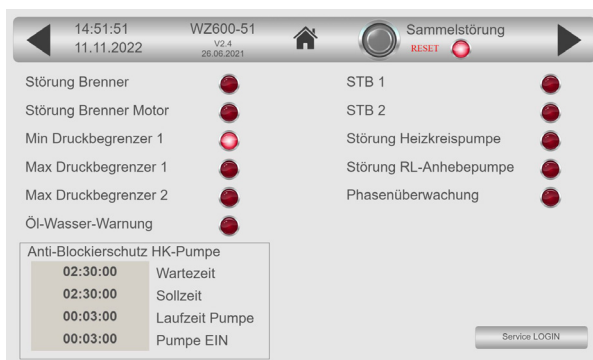 14:51:51
11.11.2022
WZ600-51
V2.4
26.06.2021
Sammelstörung
RESET
Störung Brenner
Störung Brenner Motor
Min Druckbegrenzer 1
Max Druckbegrenzer 1
Max Druckbegrenzer 2
Öl-Wasser-Warnung
STB 1
STB 2
Störung Heizkreispumpe
Störung RL-Anhebepumpe
Phasenüberwachung
Anti-Blockierschutz HK-Pumpe
02:30:00 Wartezeit
02:30:00 Sollzeit
00:03:00 Laufzeit Pumpe
00:03:00 Pumpe EIN
Service LOGIN